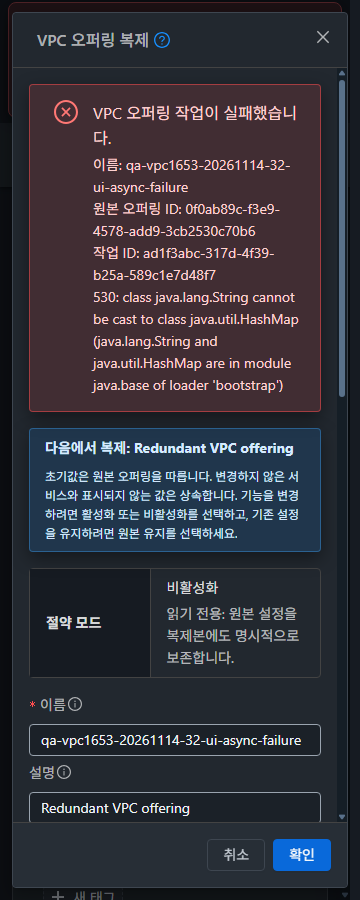 VPC 오퍼링 복제
VPC 오퍼링 작업이 실패했습니
다.
이름: qa-vpc1653-20261114-32-
ui-async-failure
원본 오퍼링 ID: 0f0ab89c-f3e9-
4578-add9-3cb2530c70b6
작업 ID: ad1f3abc-317d-4f39-
b25a-589c1e7d48f7
530: class java.lang.String cannot
be cast to class java.util.HashMap
(java.lang.String and
java.util.HashMap are in module
java.base of loader 'bootstrap')
다음에서 복제: Redundant VPC offering
초기값은 원본 오퍼링을 따릅니다. 변경하지 않은 서
비스와 표시되지 않는 값은 상속합니다. 기능을 변경
하려면 활성화 또는 비활성화를 선택하고, 기존 설정
을 유지하려면 원본 유지를 선택하세요.
절약 모드
비활성화
읽기 전용: 원본 설정을
복제본에도 명시적으로
보존합니다.
* 이름
qa-vpc1653-20261114-32-ui-async-failure
설명
Redundant VPC offering
취소
확인
새 태그